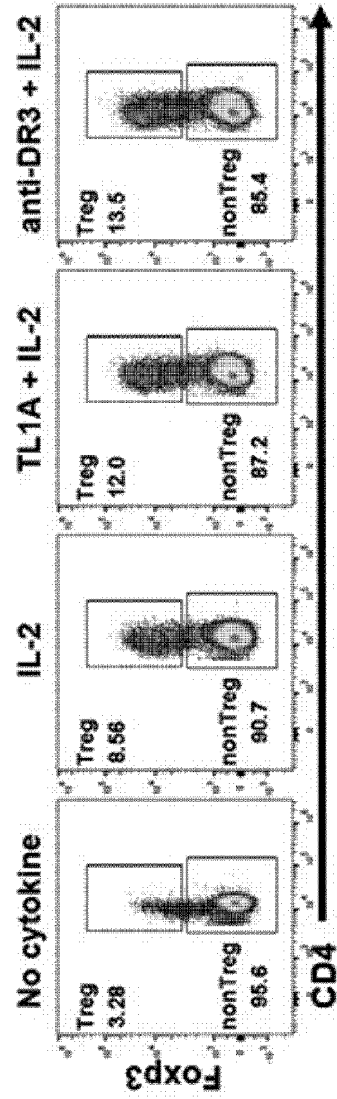 No cytokine
IL-2
TL1A + IL-2
anti-DR3 + IL-2
Treg
3.28
nonTreg
95.6
Treg
8.56
nonTreg
90.7
Treg
12.0
nonTreg
87.2
Treg
13.5
nonTreg
85.4
Foxp3
CD4